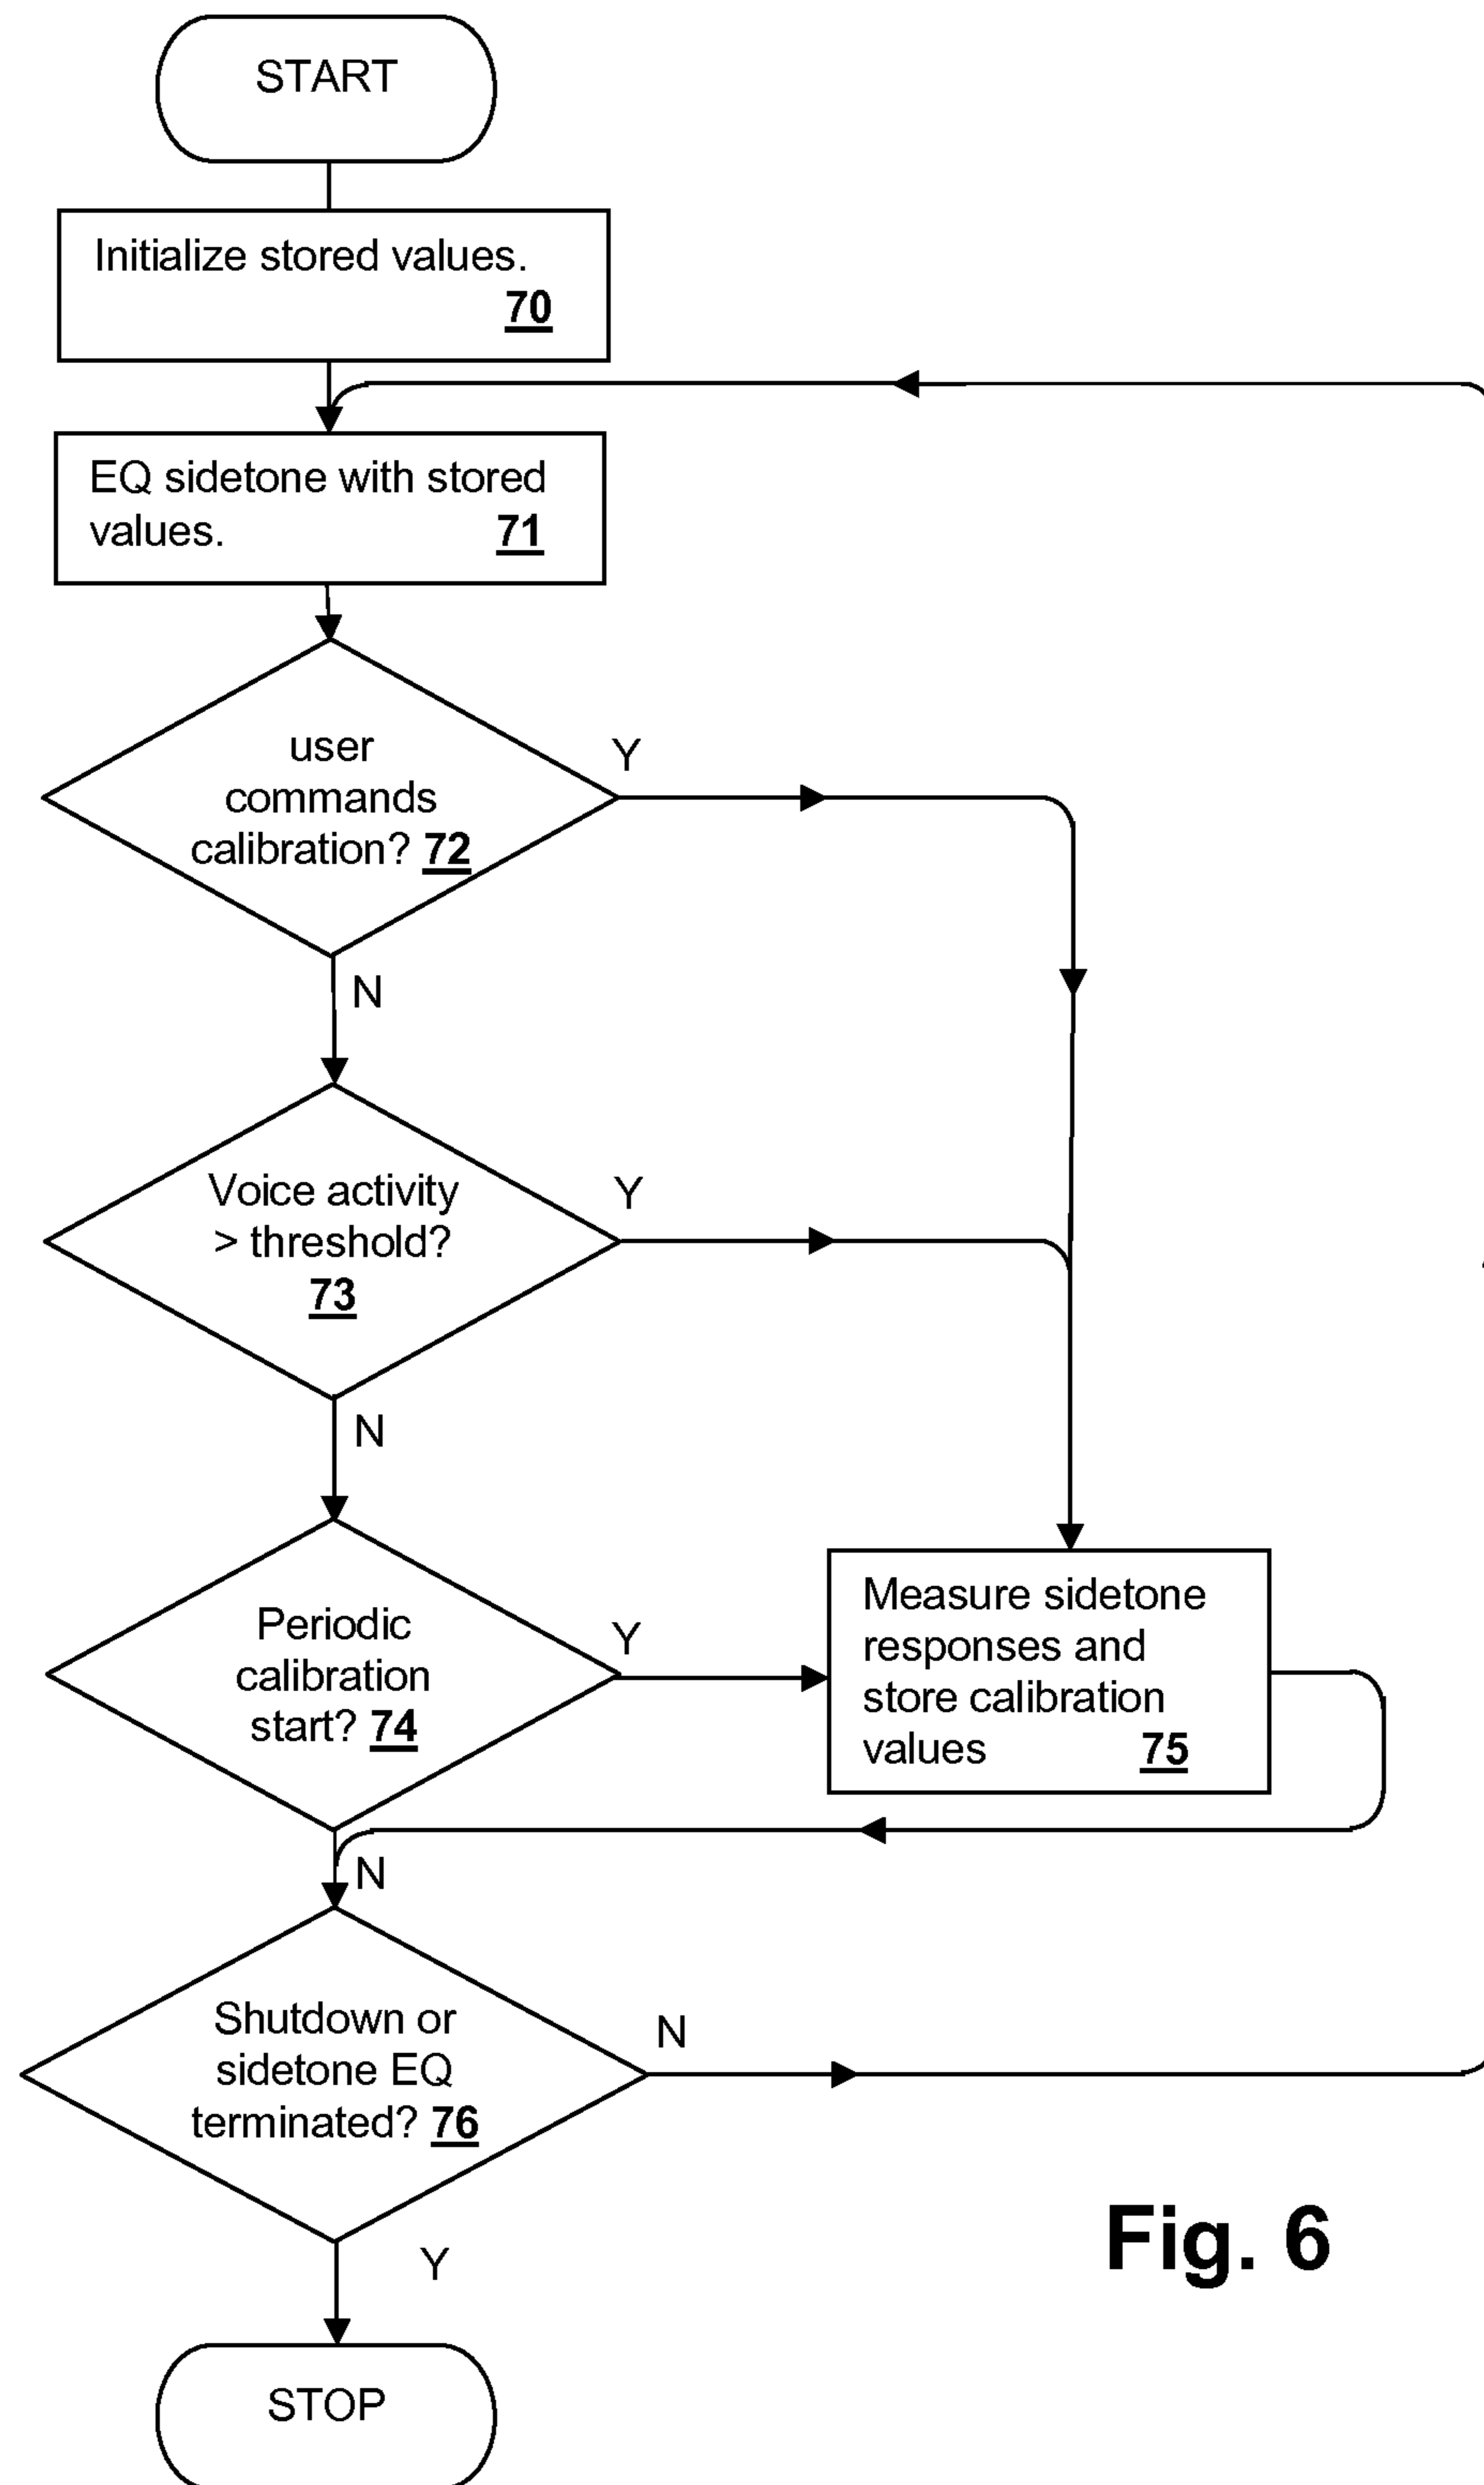 START
Initialize stored values.
70
EQ sidetone with stored
values. 71
user
commands
calibration? 72
Y
N
Voice activity
> threshold?
73
Y
N
Periodic
calibration
start? 74
Y
Measure sidetone
responses and
store calibration
values 75
N
Shutdown or
sidetone EQ
terminated? 76
N
Y
STOP
Fig. 6